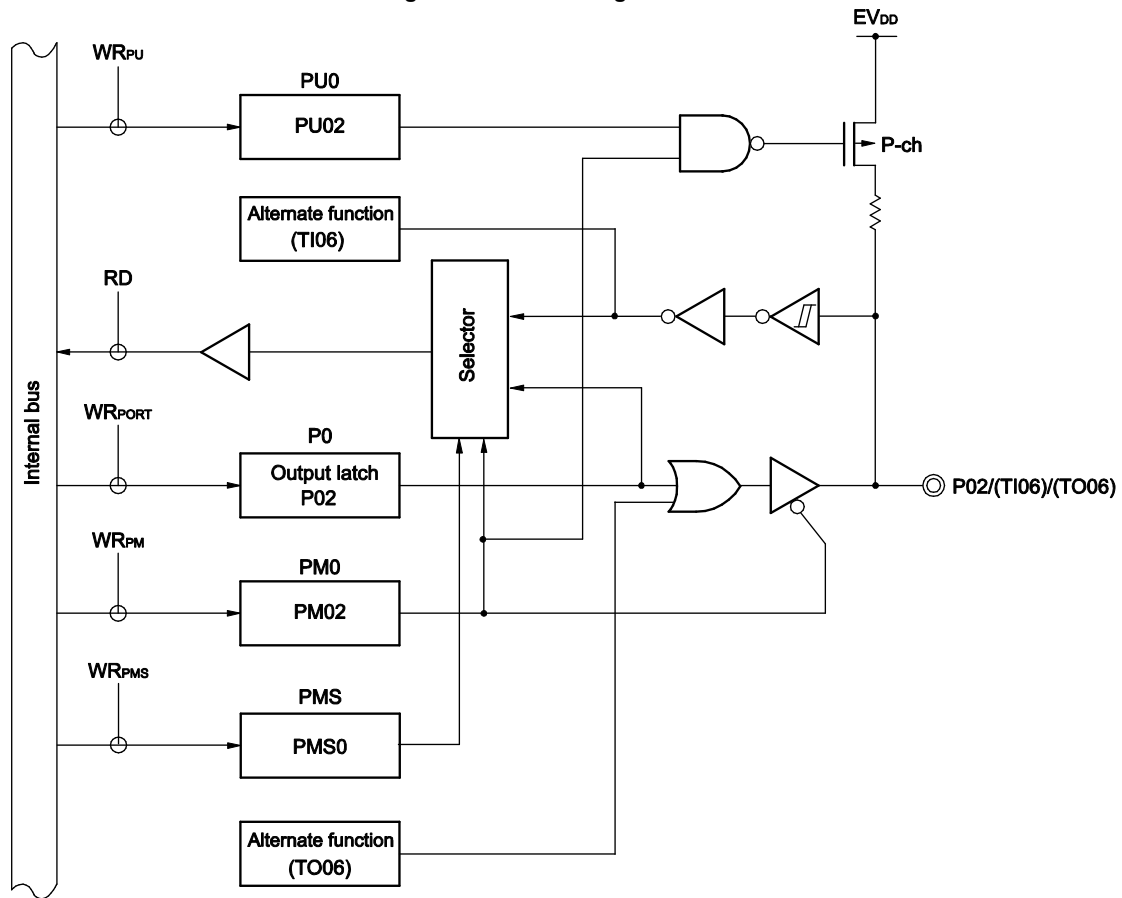 EVDD
WRPU
PU0
PU02
P-ch
Alternate function
(TI06)
RD
Selector
Internal bus
WRPORT
P0
Output latch
P02
P02/(TI06)/(TO06)
WRPM
PM0
PM02
WRPMS
PMS
PMS0
Alternate function
(TO06)